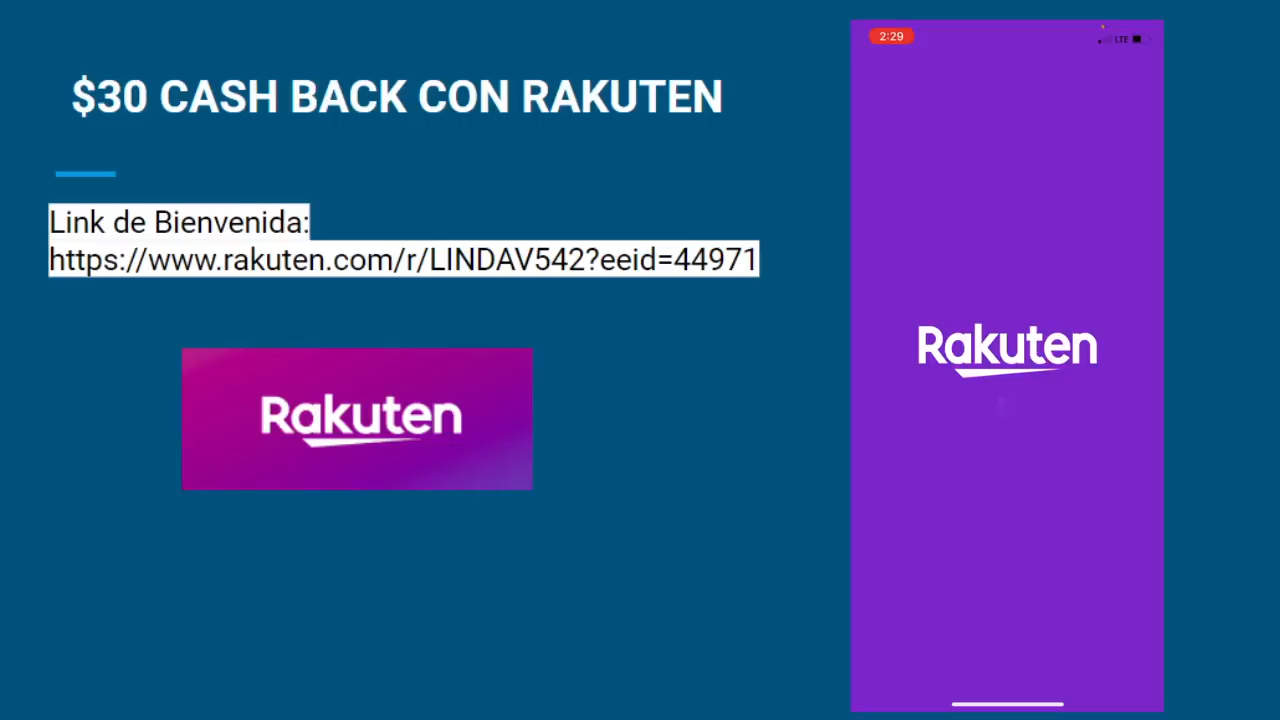 $30 CASH BACK CON RAKUTEN
Link de Bienvenida:
https://www.rakuten.com/r/LINDAV542?eeid=44971
Rakuten
2:29
LTE
Rakuten